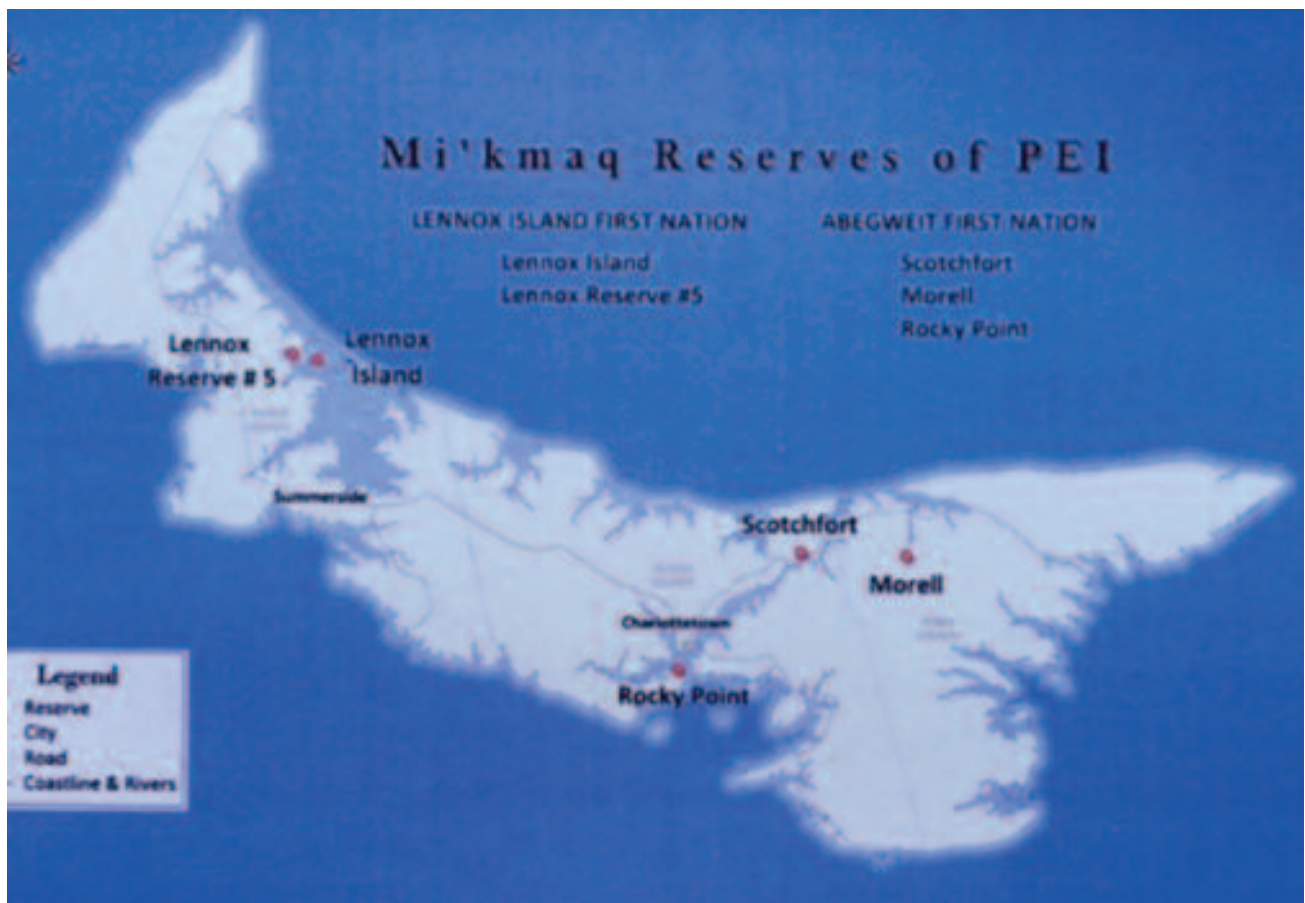 Mi'kmaq Reserves of PEI
LENNOX ISLAND FIRST NATION
Lennox Island
Lennox Reserve #5
ABEGWEIT FIRST NATION
Scotchfort
Morell
Rocky Point
Lennox
Reserve # 5
Lennox
Island
Summerside
Scotchfort
Morell
Charlottetown
Rocky Point
Legend
Reserve
City
Road
Coastline & Rivers